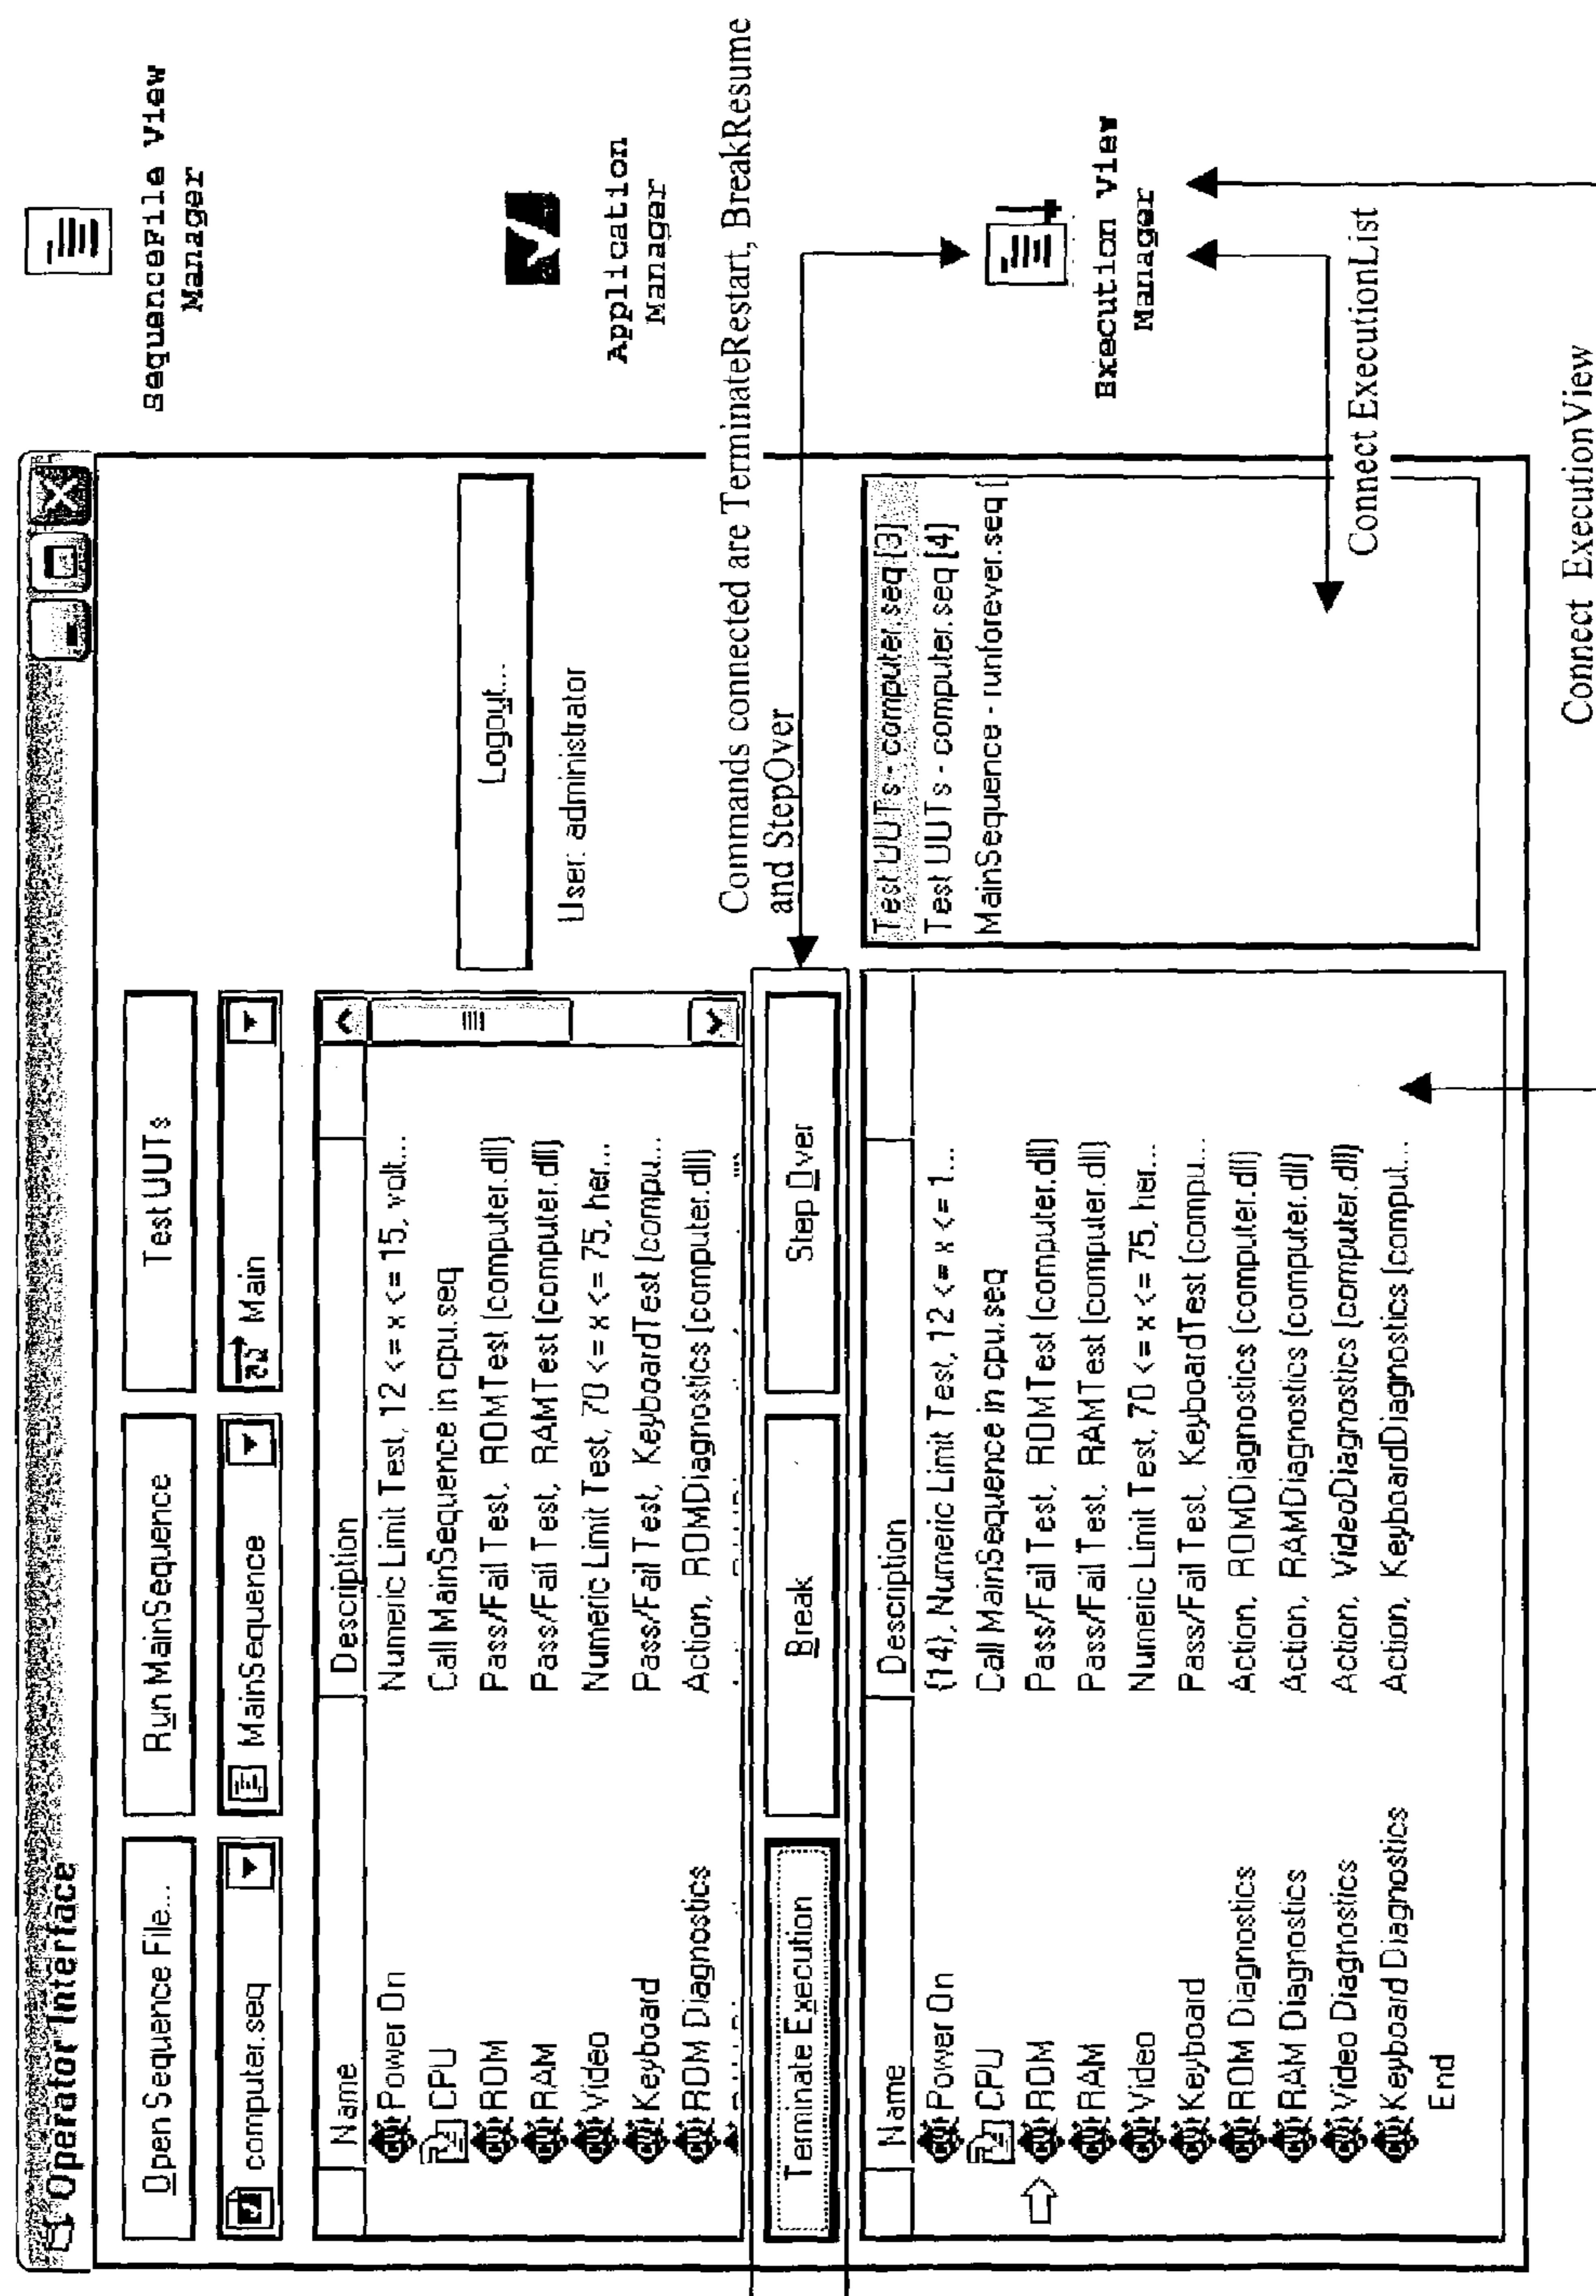 Operator Interface
Open Sequence File...
Run MainSequence
Test UUTs
computer.seq
MainSequence
Main
Name Description
Power On Numeric Limit Test, 12 <= x <= 15, volt...
CPU Call MainSequence in cpu.seq
ROM Pass/Fail Test, ROMTest (computer.dll)
RAM Pass/Fail Test, RAMTest (computer.dll)
Video Numeric Limit Test, 70 <= x <= 75, her...
Keyboard Pass/Fail Test, KeyboardTest (compu...
ROM Diagnostics Action, ROMDiagnostics (computer.dll)
Logout...
User: administrator
SequenceFile View
Manager
Application
Manager
Commands connected are TerminateRestart, BreakResume
and StepOver
Terminate Execution
Break
Step Over
Name Description
Power On {14}, Numeric Limit Test, 12 <= x <= 1...
CPU Call MainSequence in cpu.seq
ROM Pass/Fail Test, ROMTest (computer.dll)
RAM Pass/Fail Test, RAMTest (computer.dll)
Video Numeric Limit Test, 70 <= x <= 75, her...
Keyboard Pass/Fail Test, KeyboardTest (compu...
ROM Diagnostics Action, ROMDiagnostics (computer.dll)
RAM Diagnostics Action, RAMDiagnostics (computer.dll)
Video Diagnostics Action, VideoDiagnostics (computer.dll)
Keyboard Diagnostics Action, KeyboardDiagnostics (comput...
End
Test UUTs - computer.seq [3]
Test UUTs - computer.seq [4]
MainSequence - runforever.seq [
Execution View
Manager
Connect ExecutionList
Connect ExecutionView